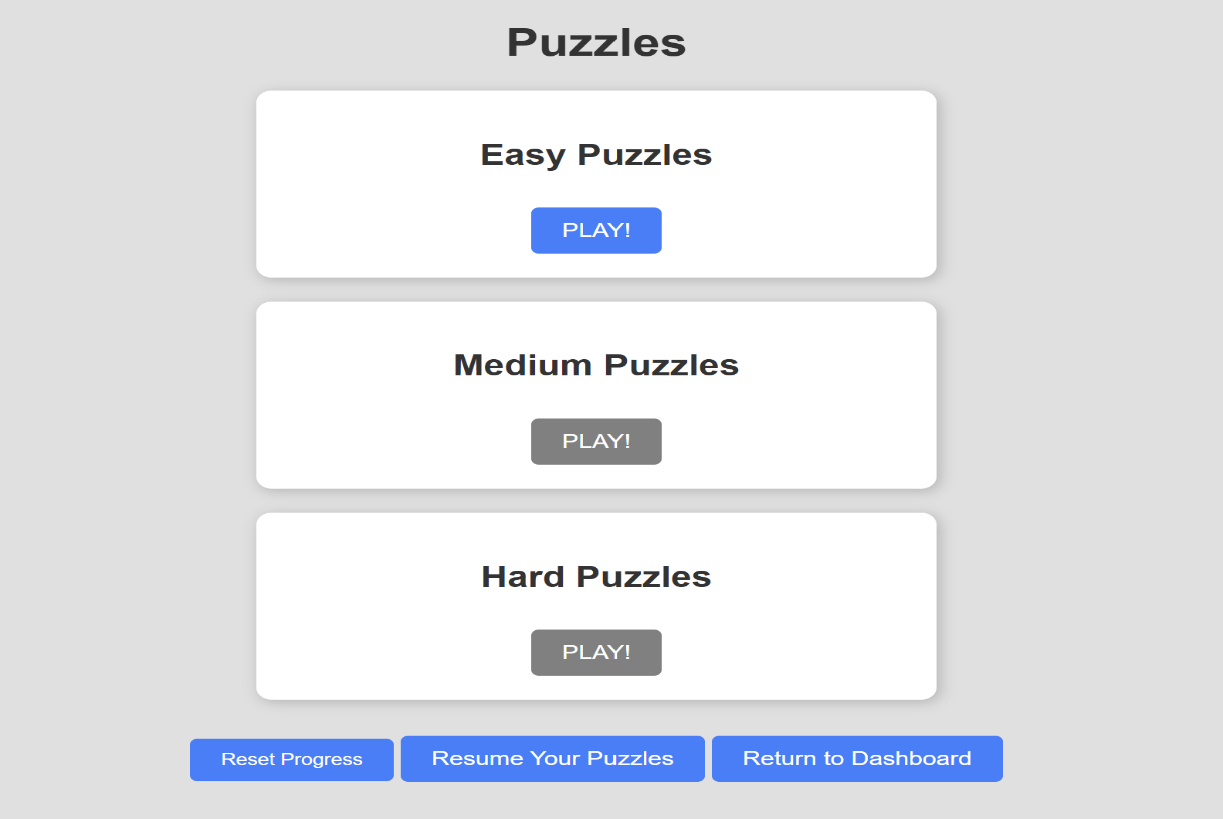 Puzzles
Easy Puzzles
PLAY!
Medium Puzzles
PLAY!
Hard Puzzles
PLAY!
Reset Progress Resume Your Puzzles Return to Dashboard